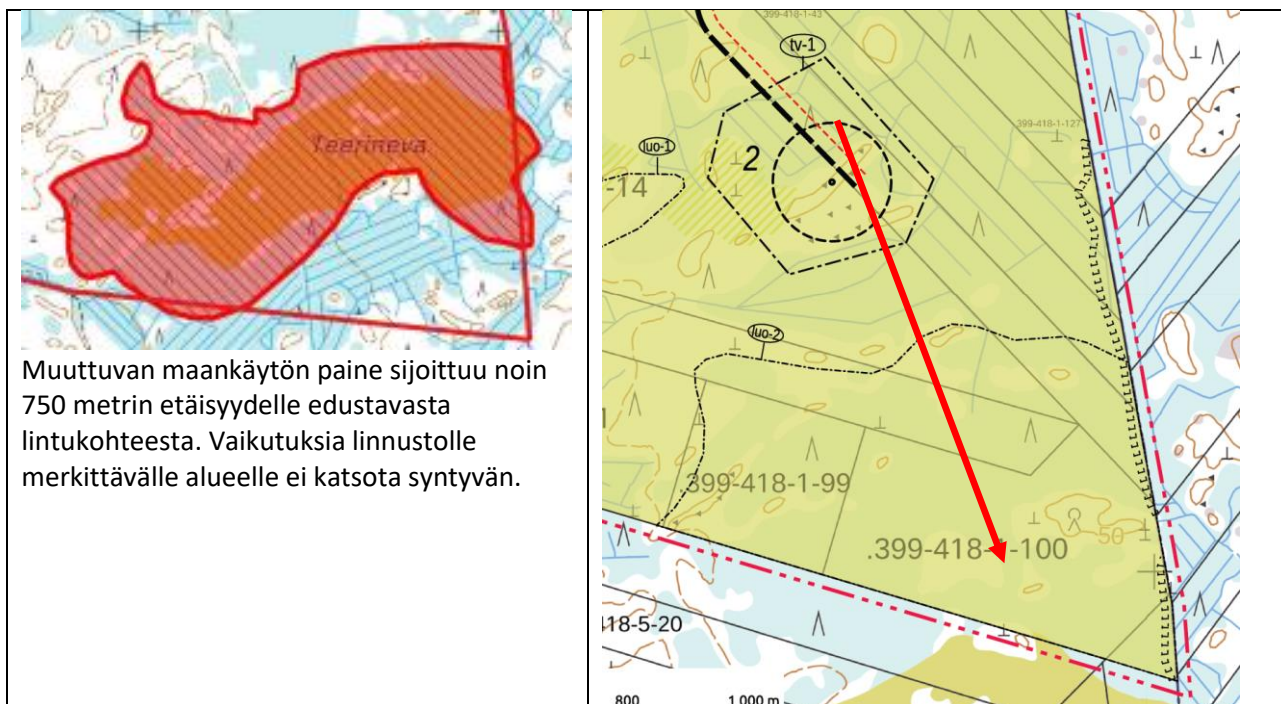 Teerineva
Muuttuvan maankäytön paine sijoittuu noin
750 metrin etäisyydelle edustavasta
lintukohteesta. Vaikutuksia linnustolle
merkittävälle alueelle ei katsota syntyvän.
399-418-1-43
tv-1
399-418-1-127
luo-1
2
-14
luo-2
.399-418-1-99
50
.399-418-1-100
418-5-20
800 1 000 m